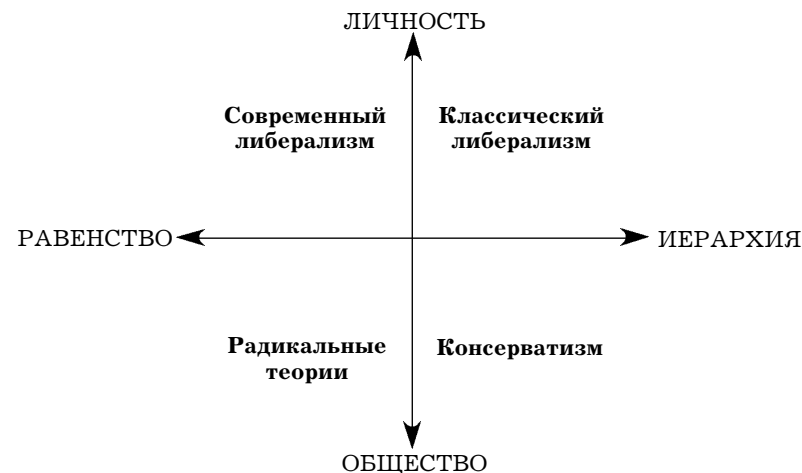 ЛИЧНОСТЬ
Современный
либерализм
Классический
либерализм
РАВЕНСТВО
ИЕРАРХИЯ
Радикальные
теории
Консерватизм
ОБЩЕСТВО